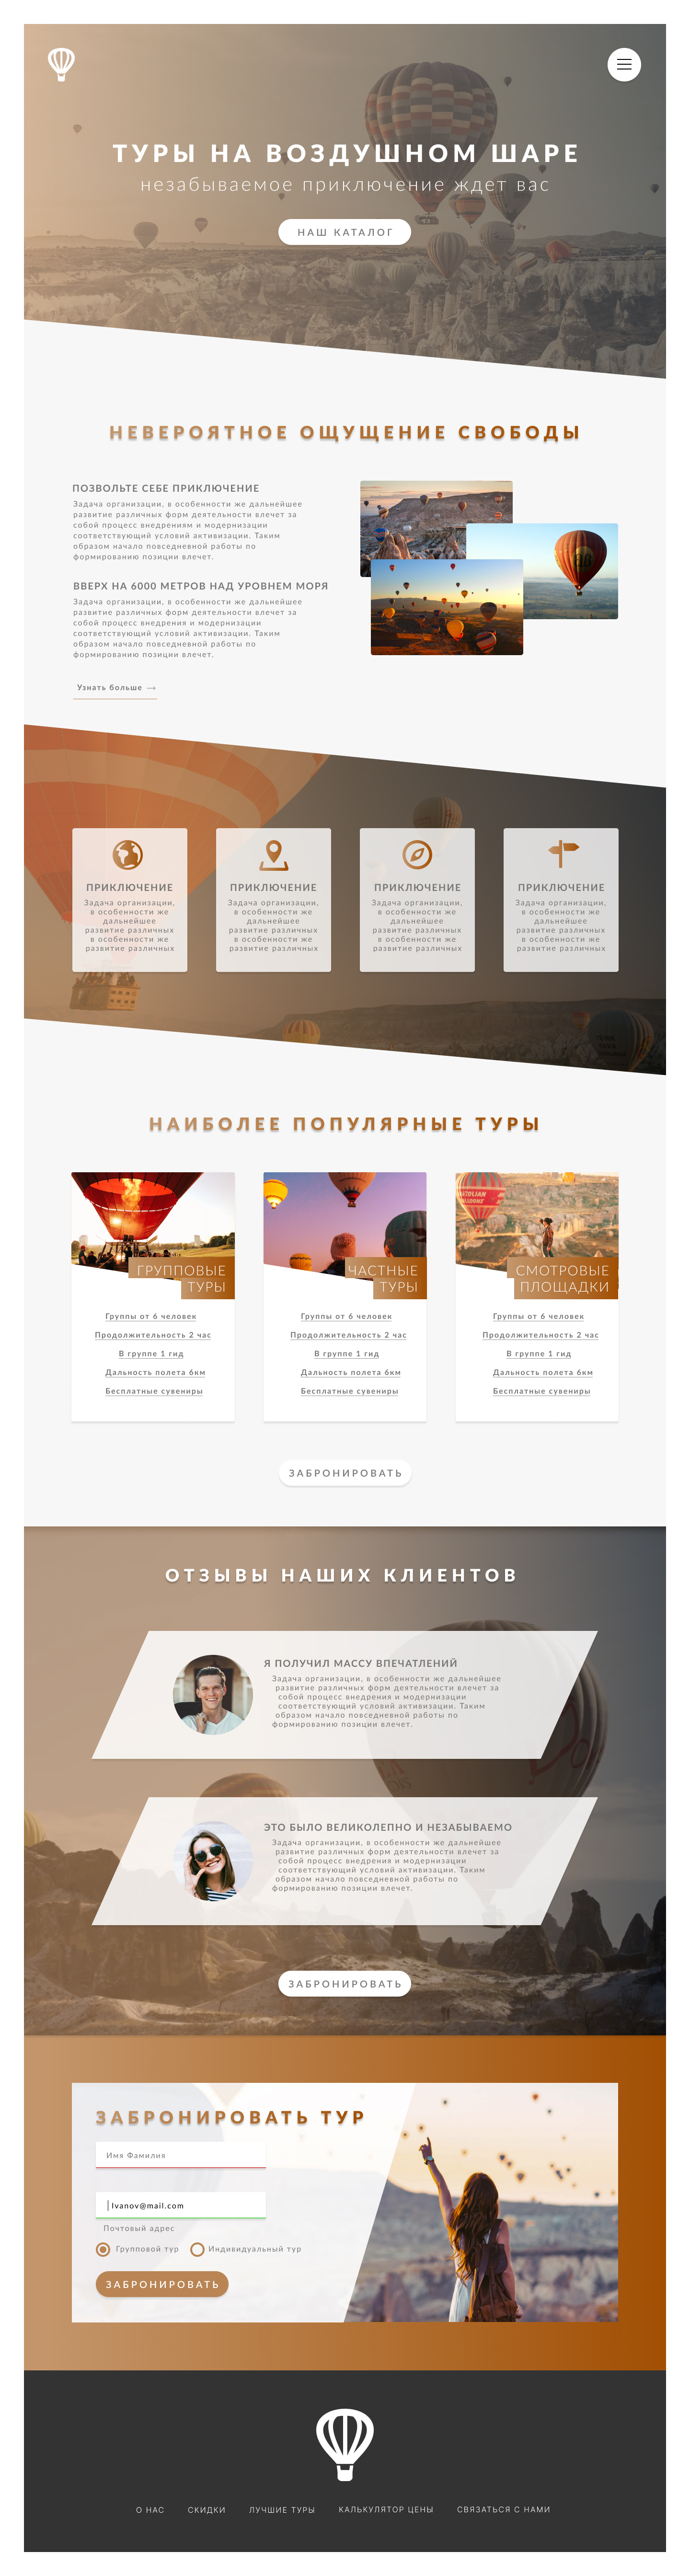 ТУРЫ НА ВОЗДУШНОМ ШАРЕ
незабываемое приключение ждет вас
НАШ КАТАЛОГ
НЕВЕРОЯТНОЕ ОЩУЩЕНИЕ СВОБОДЫ
ПОЗВОЛЬТЕ СЕБЕ ПРИКЛЮЧЕНИЕ
Задача организации, в особенности же дальнейшее
развитие различных форм деятельности влечет за
собой процесс внедрениям и модернизации
соответствующий условий активизации. Таким
образом начало повседневной работы по
формированию позиции влечет.
ВВЕРХ НА 6000 МЕТРОВ НАД УРОВНЕМ МОРЯ
Задача организации, в особенности же дальнейшее
развитие различных форм деятельности влечет за
собой процесс внедрения и модернизации
соответствующий условий активизации. Таким
образом начало повседневной работы по
формированию позиции влечет.
Узнать больше →
ПРИКЛЮЧЕНИЕ
Задача организации,
в особенности же
дальнейшее
развитие различных
в особенности же
развитие различных
ПРИКЛЮЧЕНИЕ
Задача организации,
в особенности же
дальнейшее
развитие различных
в особенности же
развитие различных
ПРИКЛЮЧЕНИЕ
Задача организации,
в особенности же
дальнейшее
развитие различных
в особенности же
развитие различных
ПРИКЛЮЧЕНИЕ
Задача организации,
в особенности же
дальнейшее
развитие различных
в особенности же
развитие различных
НАИБОЛЕЕ ПОПУЛЯРНЫЕ ТУРЫ
ГРУППОВЫЕ
ТУРЫ
Группы от 6 человек
Продолжительность 2 час
В группе 1 гид
Дальность полета 6км
Бесплатные сувениры
ЧАСТНЫЕ
ТУРЫ
Группы от 6 человек
Продолжительность 2 час
В группе 1 гид
Дальность полета 6км
Бесплатные сувениры
СМОТРОВЫЕ
ПЛОЩАДКИ
Группы от 6 человек
Продолжительность 2 час
В группе 1 гид
Дальность полета 6км
Бесплатные сувениры
ЗАБРОНИРОВАТЬ
ОТЗЫВЫ НАШИХ КЛИЕНТОВ
Я ПОЛУЧИЛ МАССУ ВПЕЧАТЛЕНИЙ
Задача организации, в особенности же дальнейшее
развитие различных форм деятельности влечет за
собой процесс внедрения и модернизации
соответствующий условий активизации. Таким
образом начало повседневной работы по
формированию позиции влечет.
ЭТО БЫЛО ВЕЛИКОЛЕПНО И НЕЗАБЫВАЕМО
Задача организации, в особенности же дальнейшее
развитие различных форм деятельности влечет за
собой процесс внедрения и модернизации
соответствующий условий активизации. Таким
образом начало повседневной работы по
формированию позиции влечет.
ЗАБРОНИРОВАТЬ
ЗАБРОНИРОВАТЬ ТУР
Имя Фамилия
Ivanov@mail.com
Почтовый адрес
Групповой тур
Индивидуальный тур
ЗАБРОНИРОВАТЬ
О НАС
СКИДКИ
ЛУЧШИЕ ТУРЫ
КАЛЬКУЛЯТОР ЦЕНЫ
СВЯЗАТЬСЯ С НАМИ